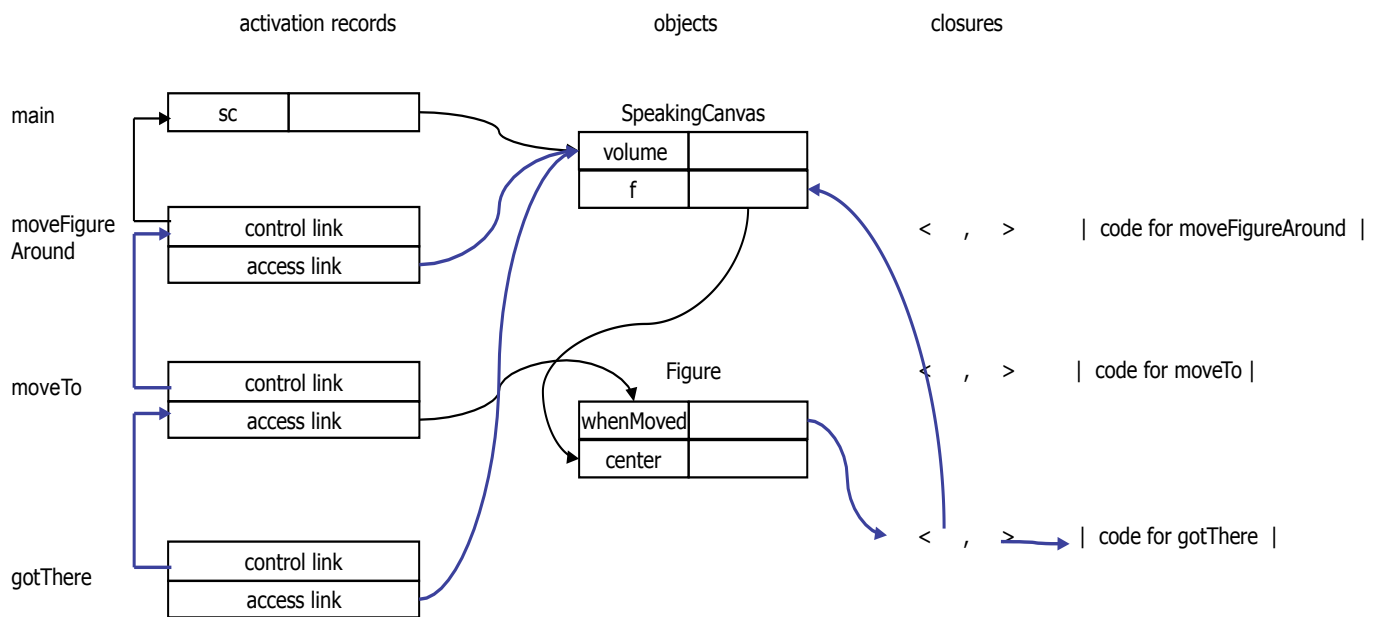 activation records objects closures
main
sc
SpeakingCanvas
volume
f
moveFigure
Around
control link
access link
< , > | code for moveFigureAround |
moveTo
control link
access link
Figure
whenMoved
center
< , > | code for moveTo |
gotThere
control link
access link
< , > | code for gotThere |